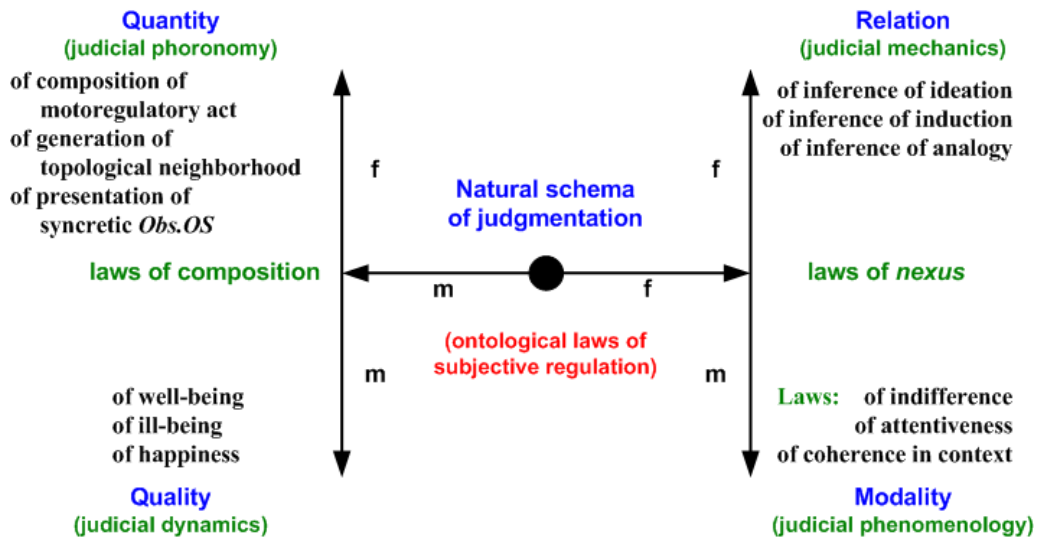 Quantity
(judicial phoronomy)
of composition of
motoregulatory act
of generation of
topological neighborhood
of presentation of
syncretic Obs.OS
laws of composition
of well-being
of ill-being
of happiness
Quality
(judicial dynamics)
f
m
Natural schema
of judgmentation
m
f
(ontological laws of
subjective regulation)
f
m
Relation
(judicial mechanics)
of inference of ideation
of inference of induction
of inference of analogy
laws of nexus
Laws: of indifference
of attentiveness
of coherence in context
Modality
(judicial phenomenology)